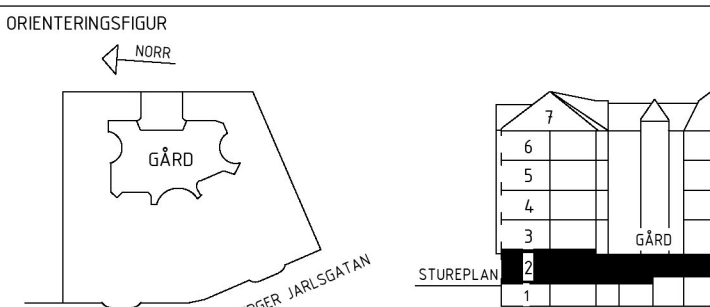 ORIENTERINGSFIGUR
NORR
GÅRD
JARLSGATAN
7
6
5
4
3
GÅRD
STUREPLAN
2
1